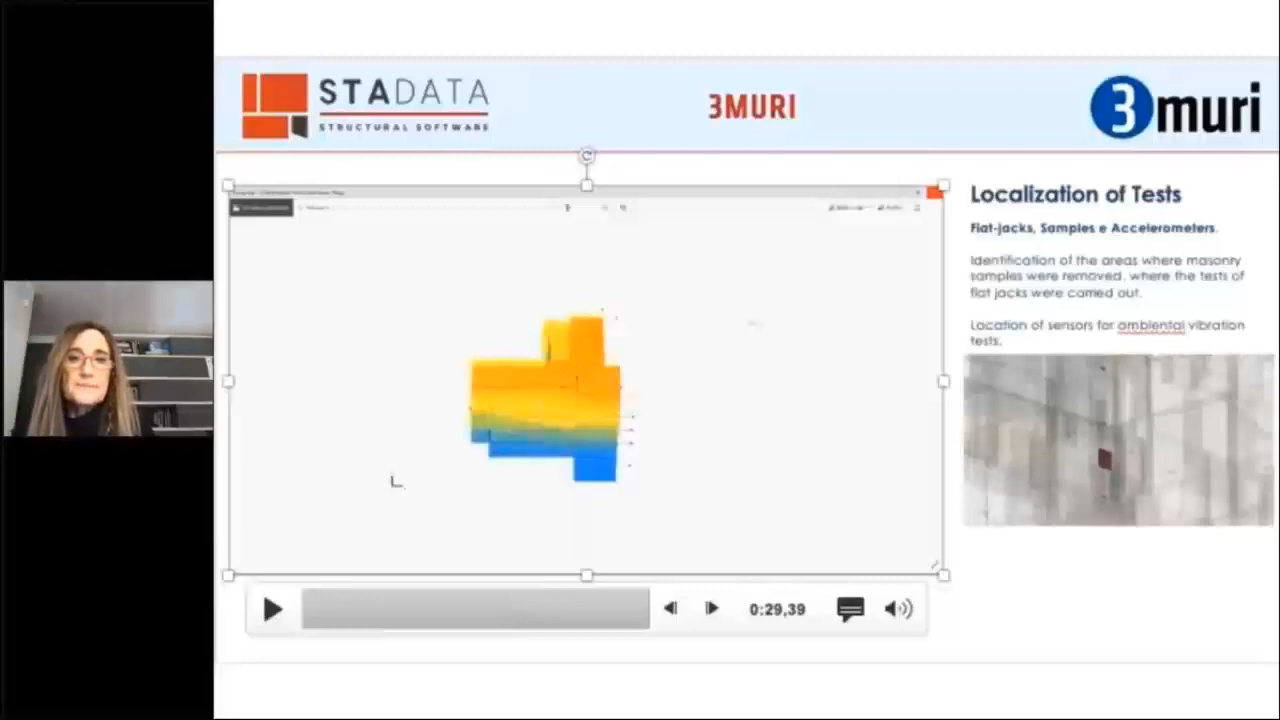 STADATA
STRUCTURAL SOFTWARE
3MURI
3muri
Localization of Tests
Flat-jacks, Samples e Accelerometers.
Identification of the areas where masonry
samples were removed, where the tests of
flat jacks were carried out.
Location of sensors for ambiental vibration
tests.
0:29,39